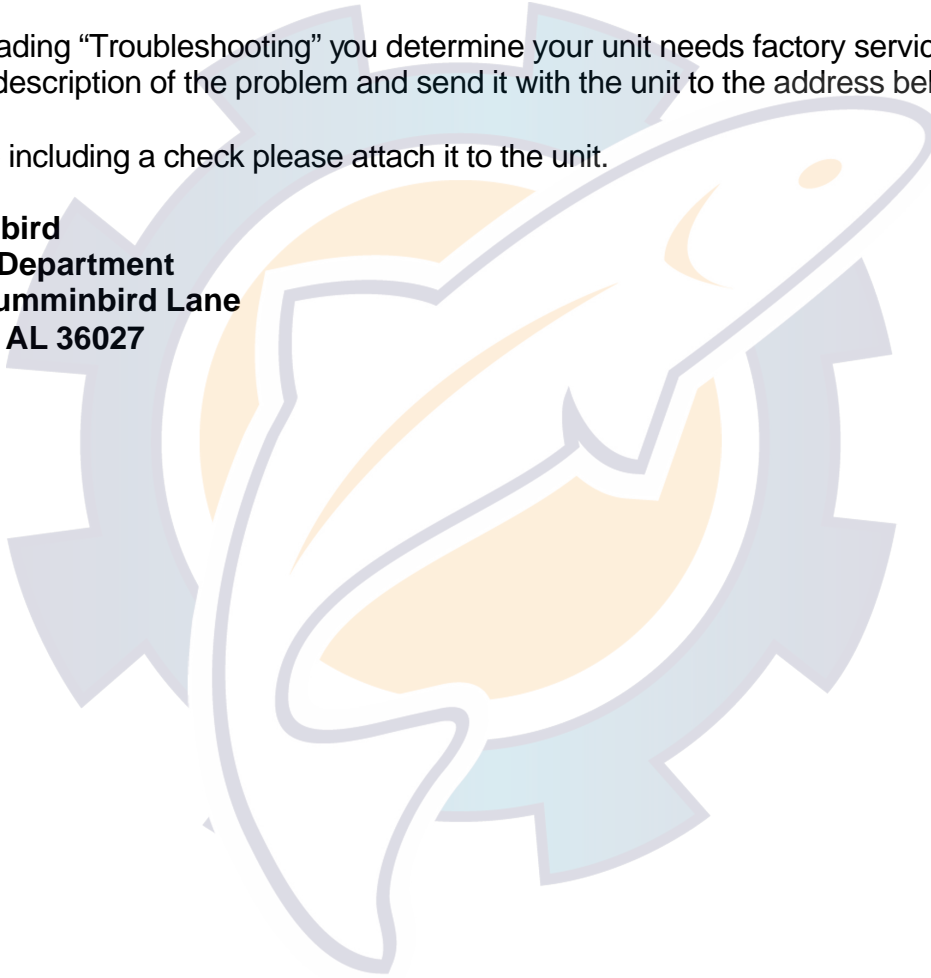 ading “Troubleshooting” you determine your unit needs factory servic
description of the problem and send it with the unit to the address bel
including a check please attach it to the unit.
bird
Department
umminbird Lane
AL 36027